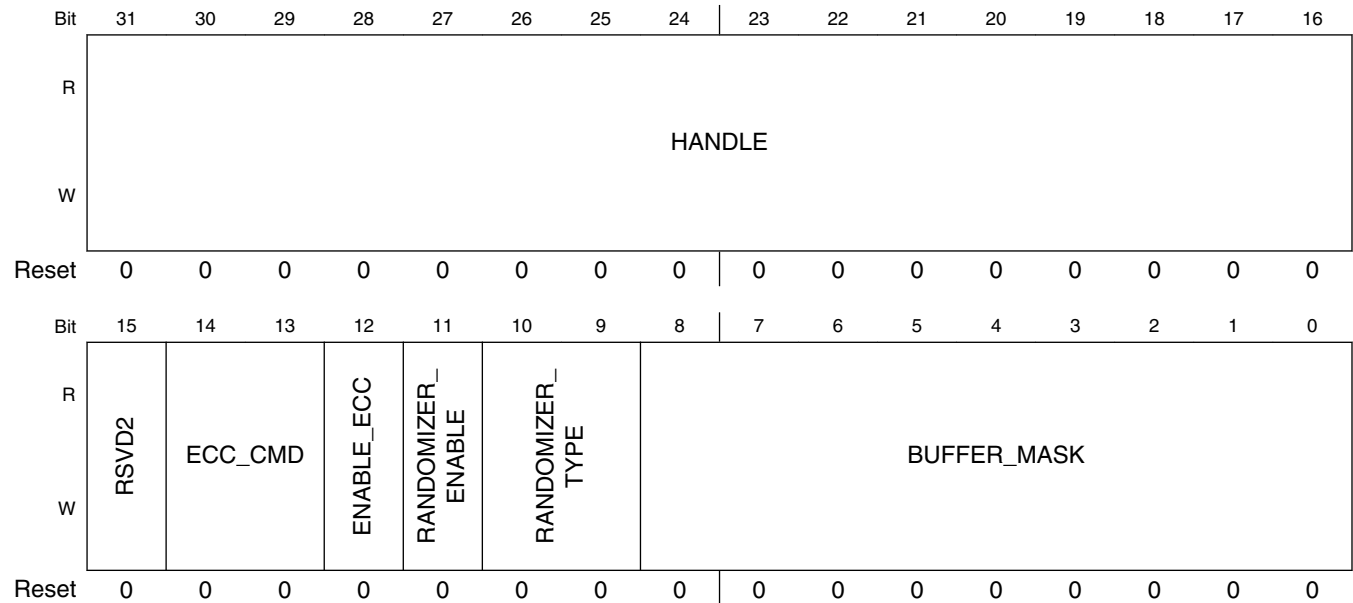 Bit 31 30 29 28 27 26 25 24 23 22 21 20 19 18 17 16
R
HANDLE
W
Reset 0 0 0 0 0 0 0 0 0 0 0 0 0 0 0 0
Bit 15 14 13 12 11 10 9 8 7 6 5 4 3 2 1 0
R
RSVD2
ECC_CMD
ENABLE_ECC
RANDOMIZER_
ENABLE
RANDOMIZER_
TYPE
BUFFER_MASK
W
Reset 0 0 0 0 0 0 0 0 0 0 0 0 0 0 0 0